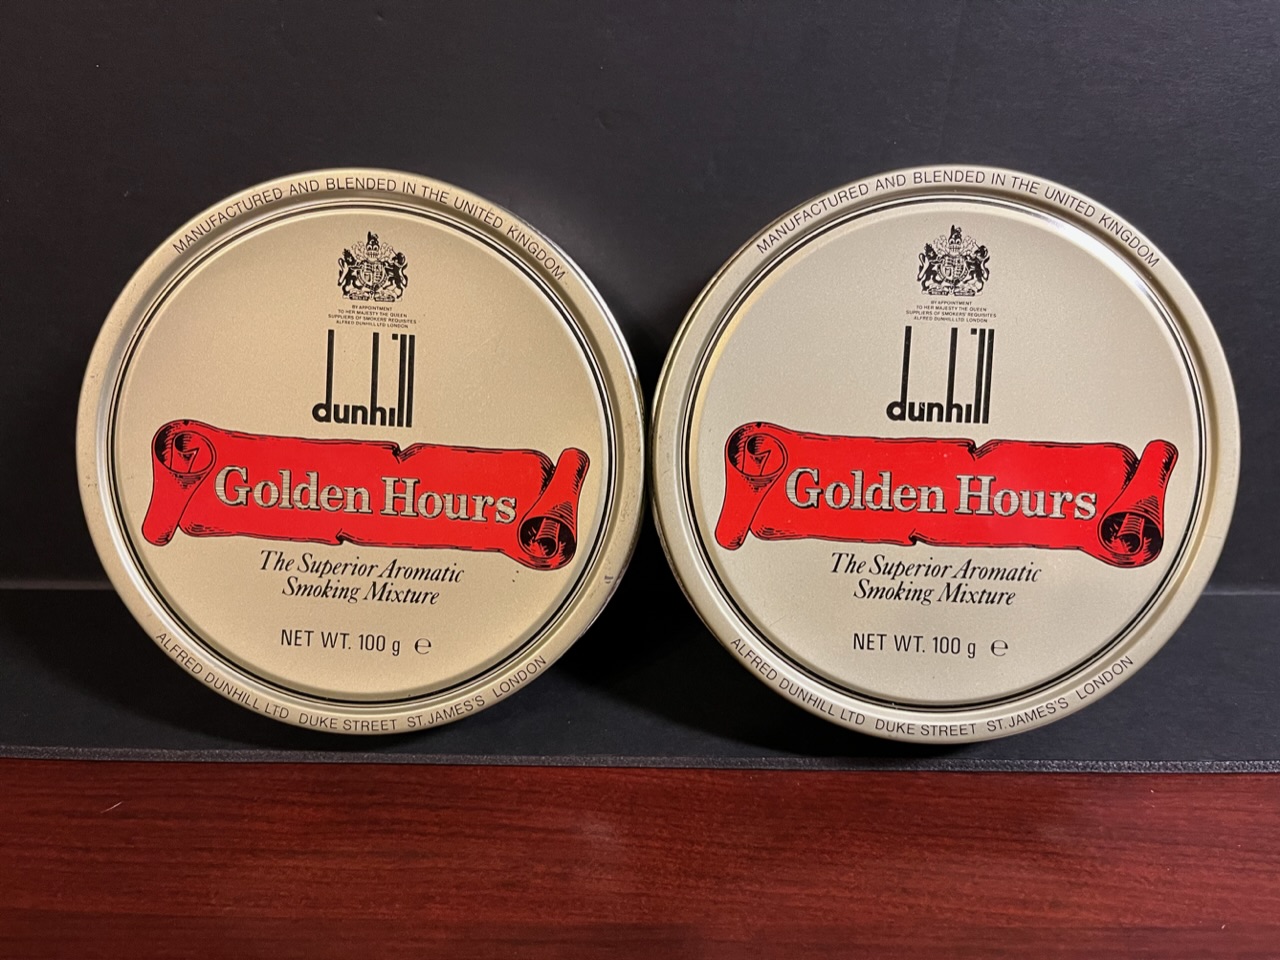 MANUFACTURED AND BLENDED IN THE UNITED KINGDOM
BY APPOINTMENT
TO HER MAJESTY THE QUEEN
SUPPLIERS OF SMOKERS' REQUISITES
ALFRED DUNHILL LTD LONDON
dunhill
Golden Hours
The Superior Aromatic
Smoking Mixture
NET WT. 100 g ℮
ALFRED DUNHILL LTD DUKE STREET ST. JAMES'S LONDON
MANUFACTURED AND BLENDED IN THE UNITED KINGDOM
BY APPOINTMENT
TO HER MAJESTY THE QUEEN
SUPPLIERS OF SMOKERS' REQUISITES
ALFRED DUNHILL LTD LONDON
dunhill
Golden Hours
The Superior Aromatic
Smoking Mixture
NET WT. 100 g ℮
ALFRED DUNHILL LTD DUKE STREET ST. JAMES'S LONDON